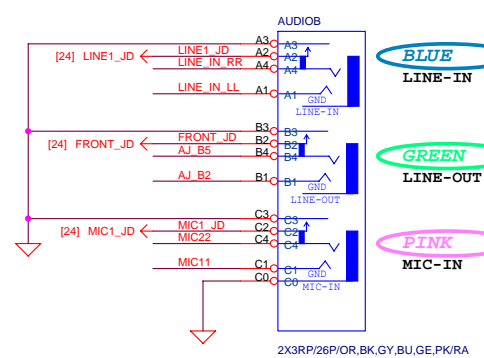 AUDIOB
A3 A3
[24] LINE1_JD LINE1_JD A2 A2
LINE_IN_RR A4 A4
LINE_IN_LL A1 A1
GND
LINE-IN
BLUE
LINE-IN
B3 B3
[24] FRONT_JD FRONT_JD B2 B2
AJ_B5 B4 B4
AJ_B2 B1 B1
GND
LINE-OUT
GREEN
LINE-OUT
C3 C3
[24] MIC1_JD MIC1_JD C2 C2
MIC22 C4 C4
MIC11 C1 C1
GND
C0 C0
MIC-IN
PINK
MIC-IN
2X3RP/26P/OR,BK,GY,BU,GE,PK/RA